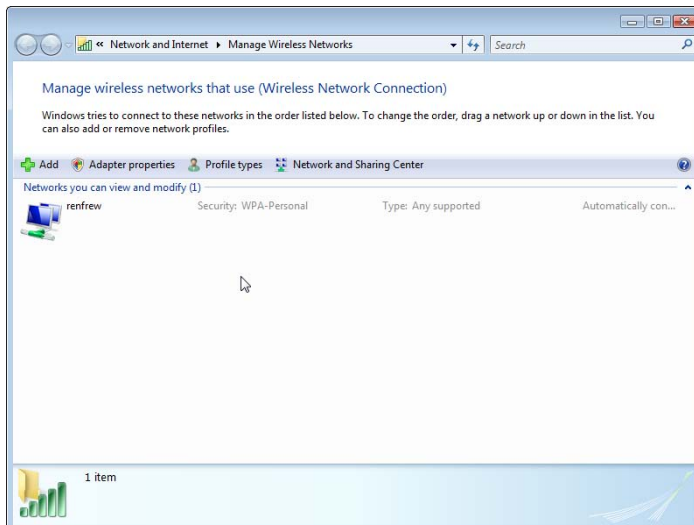 « Network and Internet ▸ Manage Wireless Networks
Search
Manage wireless networks that use (Wireless Network Connection)
Windows tries to connect to these networks in the order listed below. To change the order, drag a network up or down in the list. You
can also add or remove network profiles.
Add Adapter properties Profile types Network and Sharing Center
Networks you can view and modify (1)
renfrew Security: WPA-Personal Type: Any supported Automatically con...
1 item